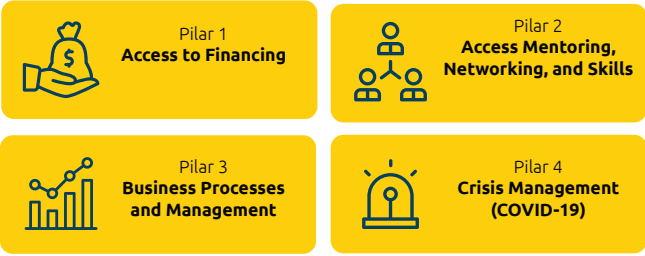 Pilar 1
Access to Financing
Pilar 2
Access Mentoring,
Networking, and Skills
Pilar 3
Business Processes
and Management
Pilar 4
Crisis Management
(COVID-19)
$